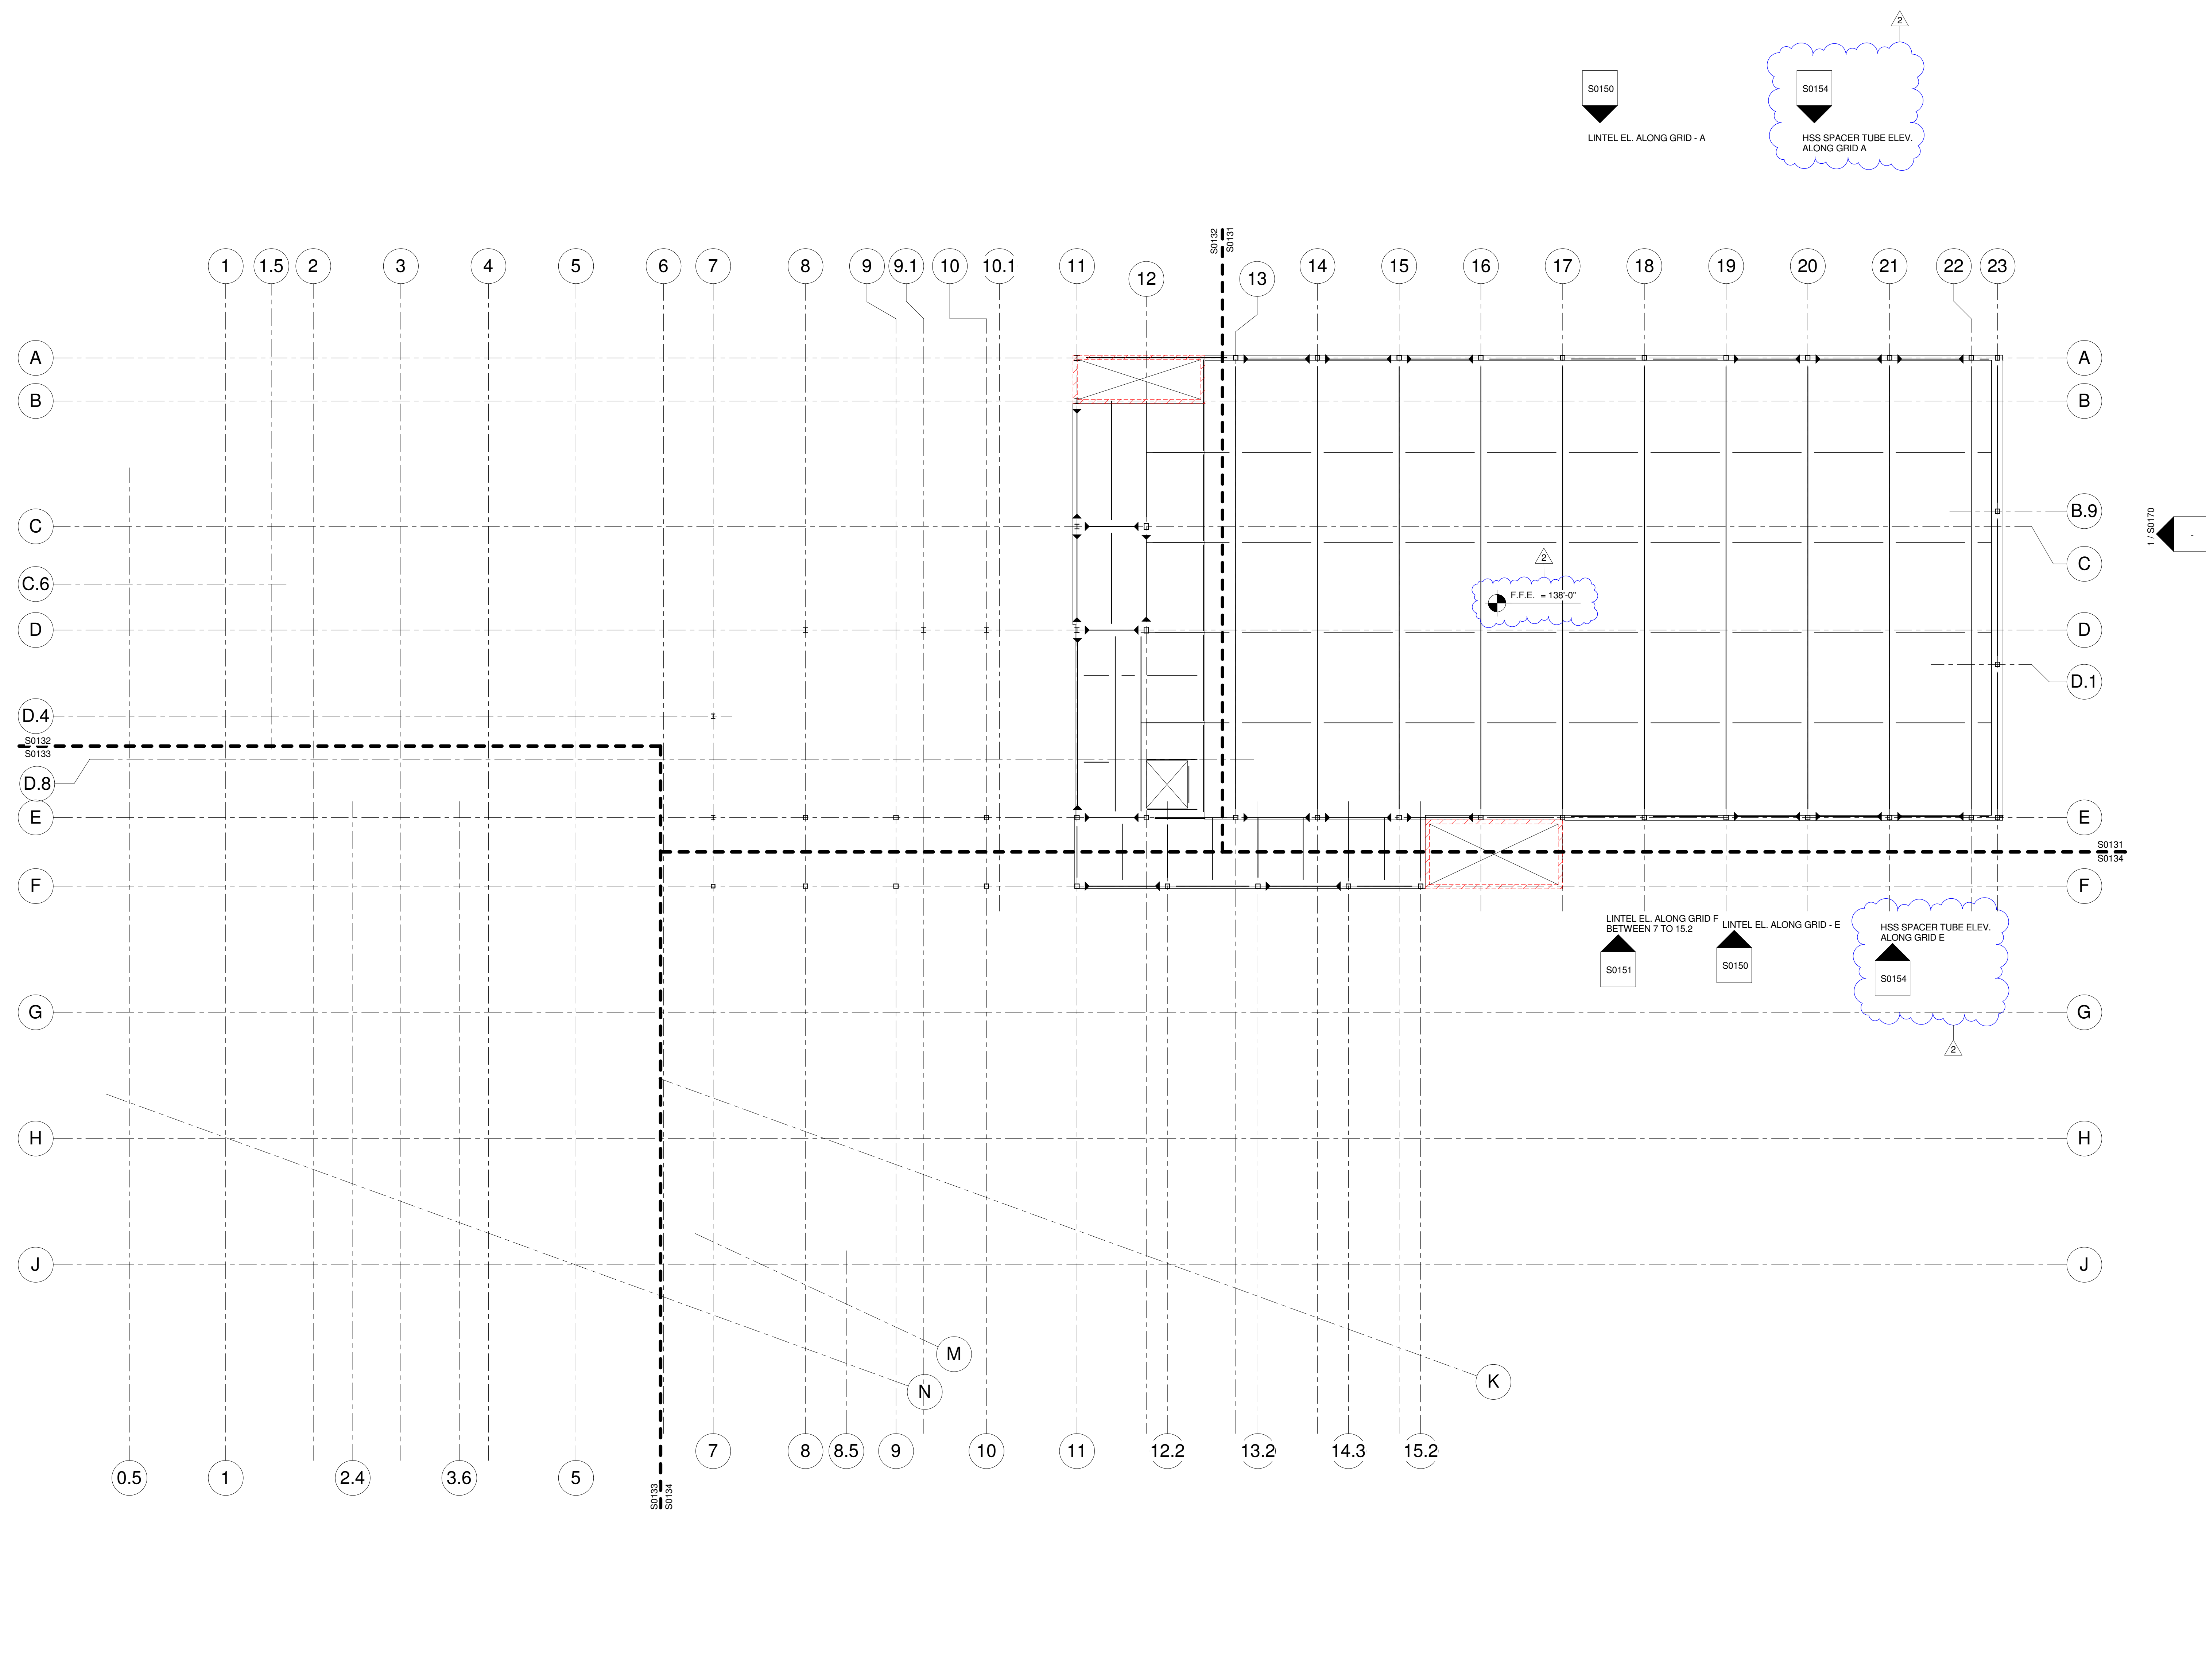 2
S0150
S0154
LINTEL EL. ALONG GRID - A
HSS SPACER TUBE ELEV.
ALONG GRID A
S0132
S0131
1
1.5
2
3
4
5
6
7
8
9
9.1
10
10.1
11
12
13
14
15
16
17
18
19
20
21
22
23
A
A
B
B
C
B.9
1 / S0170
-
C
2
F.F.E. = 138'-0"
C.6
D
D
D.1
D.4
S0132
S0133
D.8
E
E
S0131
S0134
F
F
LINTEL EL. ALONG GRID F
BETWEEN 7 TO 15.2
S0151
LINTEL EL. ALONG GRID - E
S0150
HSS SPACER TUBE ELEV.
ALONG GRID E
S0154
G
G
2
H
H
J
J
M
N
K
7
8
8.5
9
10
11
12.2
13.2
14.3
15.2
0.5
1
2.4
3.6
5
S0133
S0134